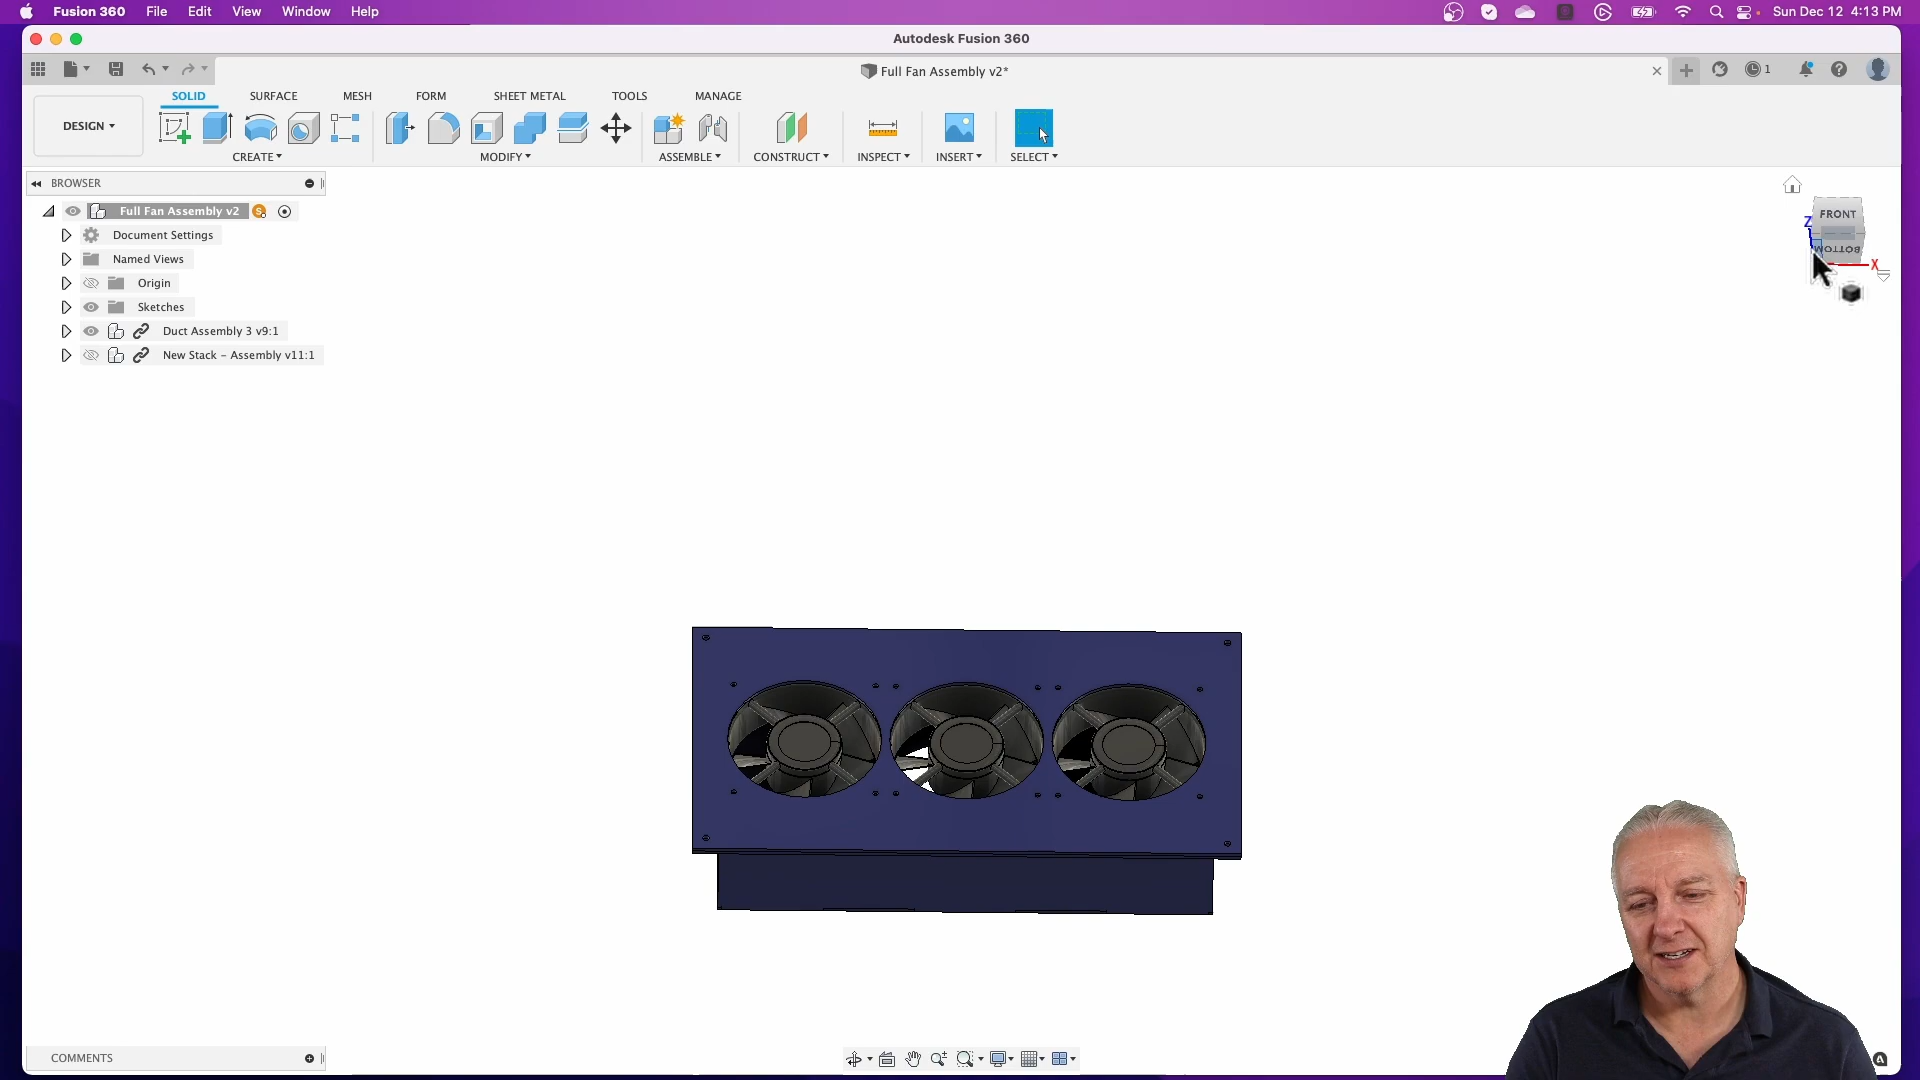 Fusion 360 File Edit View Window Help
Sun Dec 12 4:13 PM
Autodesk Fusion 360
Full Fan Assembly v2*
1
SOLID SURFACE MESH FORM SHEET METAL TOOLS MANAGE
DESIGN
CREATE MODIFY ASSEMBLE CONSTRUCT INSPECT INSERT SELECT
BROWSER
Full Fan Assembly v2
Document Settings
Named Views
Origin
Sketches
Duct Assembly 3 v9:1
New Stack - Assembly v11:1
FRONT
Z
BOTTOM
X
COMMENTS